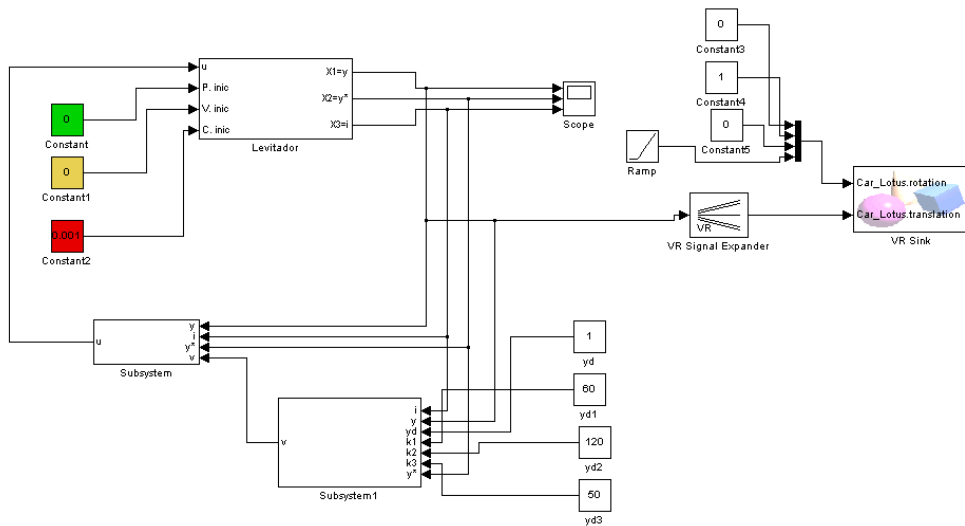 0
Constant3
1
Constant4
0
Constant5
u
P. inic
V. inic
C. inic
X1=y
X2=y*
X3=i
Levitador
Scope
0
Constant
0
Constant1
0.001
Constant2
Ramp
VR
VR Signal Expander
Car_Lotus.rotation
Car_Lotus.translation
VR Sink
u
y
i
y*
v
Subsystem
v
i
y
yd
k1
k2
k3
y*
Subsystem1
1
yd
60
yd1
120
yd2
50
yd3